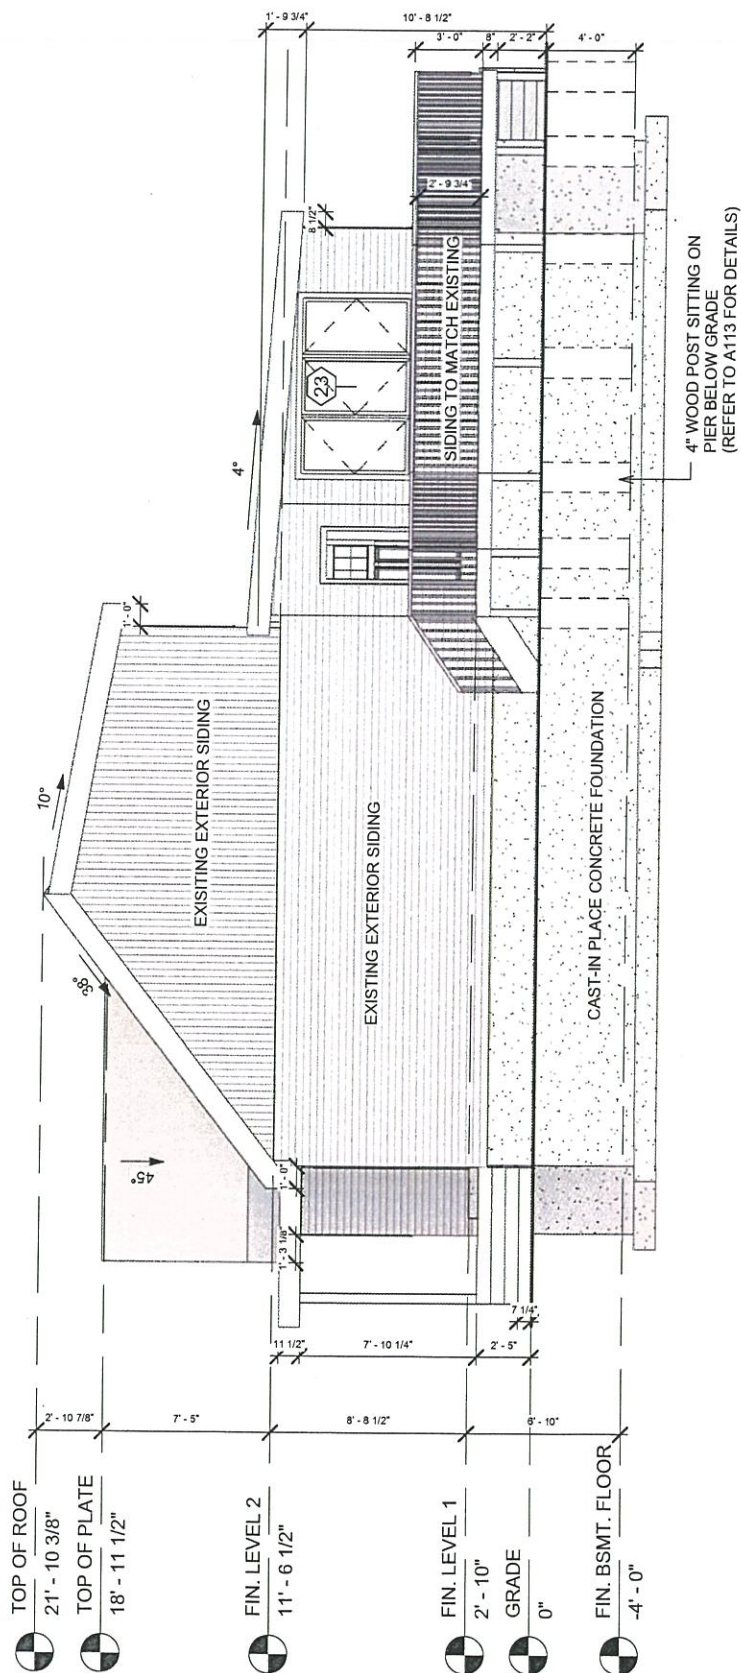 TOP OF ROOF
21' - 10 3/8"
TOP OF PLATE
18' - 11 1/2"
FIN. LEVEL 2
11' - 6 1/2"
FIN. LEVEL 1
2' - 10"
GRADE
0"
FIN. BSMT. FLOOR
-4' - 0"
2' - 10 7/8"
7' - 5"
8' - 8 1/2"
6' - 10"
11 1/2"
7' - 10 1/4"
2' - 5"
7 1/4"
1' - 3 1/8"
1' - 0"
45°
38°
10°
EXISITING EXTERIOR SIDING
EXISTING EXTERIOR SIDING
CAST-IN PLACE CONCRETE FOUNDATION
1' - 0"
4°
23
SIDING TO MATCH EXISTING
8 1/2"
2' - 9 3/4"
1' - 9 3/4"
10' - 8 1/2"
3' - 0"
8"
2' - 2"
4' - 0"
4" WOOD POST SITTING ON
PIER BELOW GRADE
(REFER TO A113 FOR DETAILS)